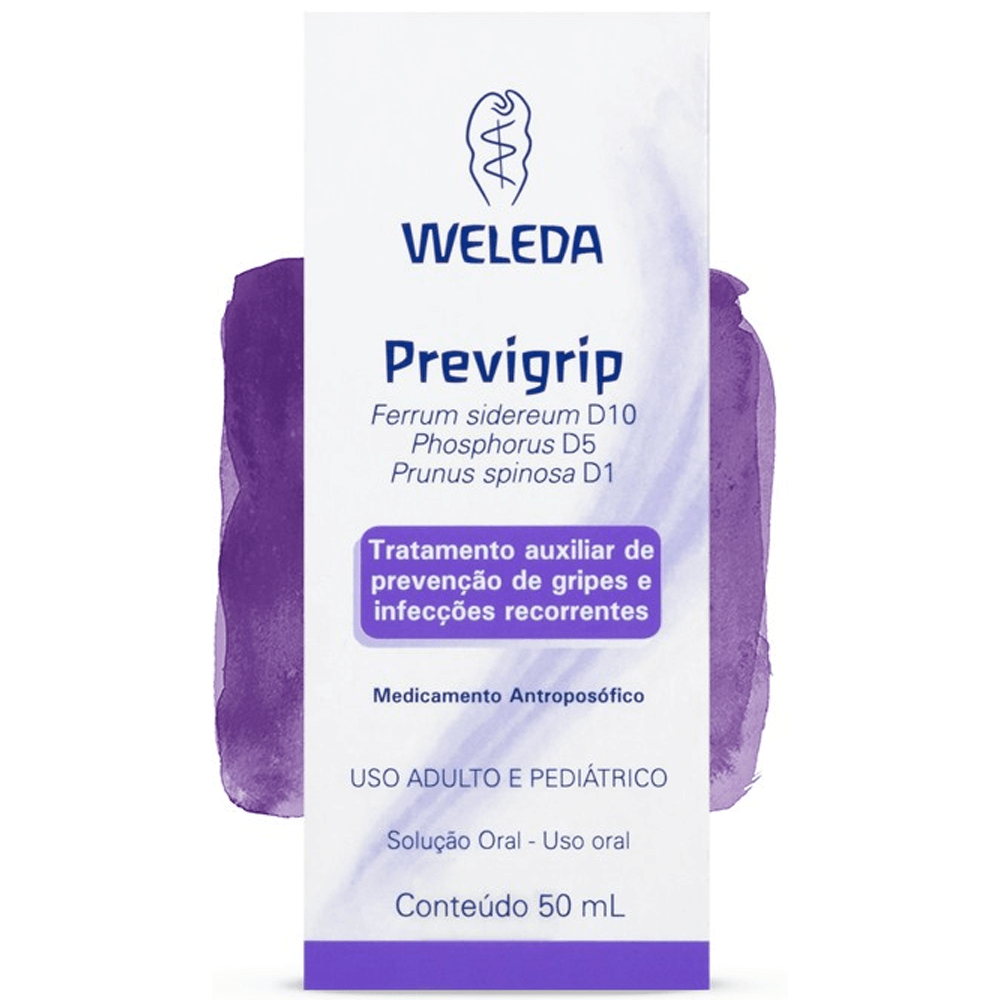 WELEDA
Previgrip
Ferrum sidereum D10
Phosphorus D5
Prunus spinosa D1
Tratamento auxiliar de
prevenção de gripes e
infecções recorrentes
Medicamento Antroposófico
USO ADULTO E PEDIÁTRICO
Solução Oral - Uso oral
Conteúdo 50 mL